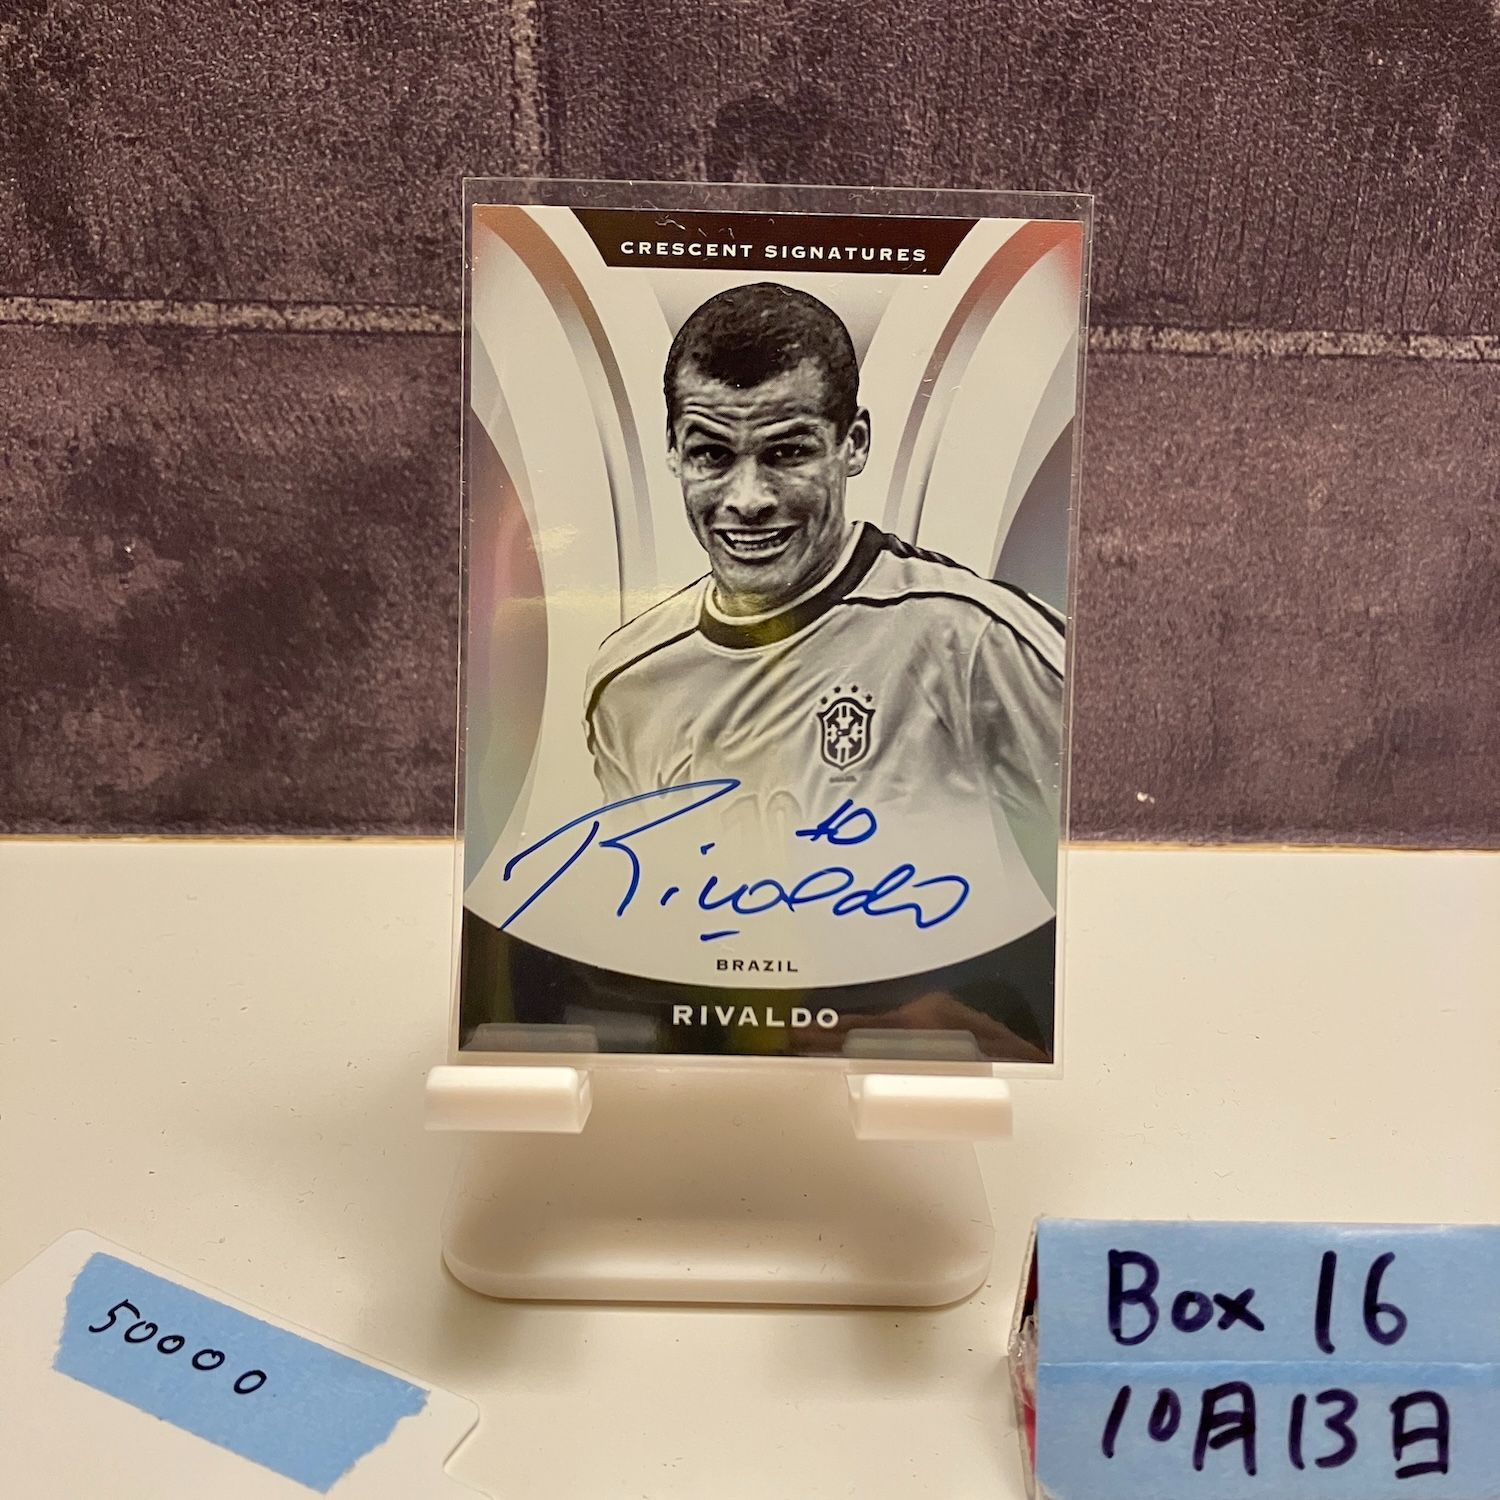 CRESCENT SIGNATURES
10
Rivaldo
BRAZIL
RIVALDO
50000
Box 16
10月13日